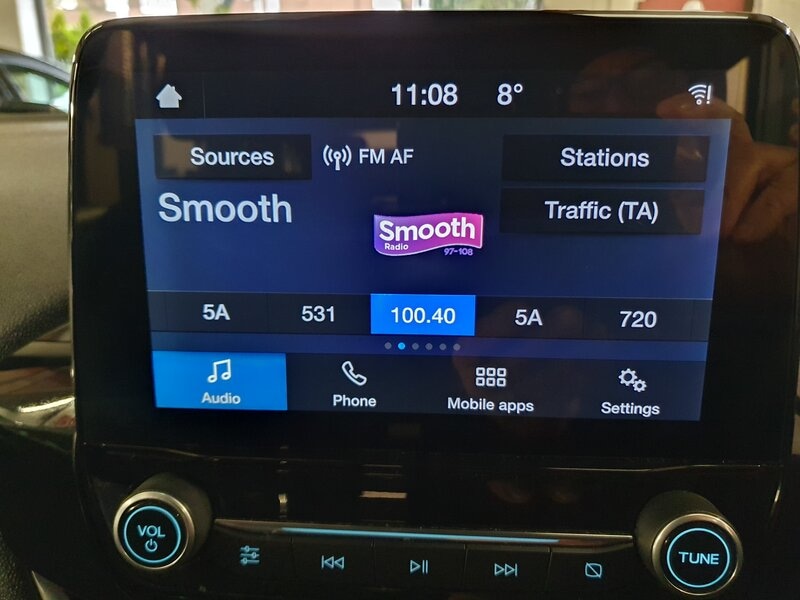 11:08 8°
Sources FM AF Stations
Smooth Traffic (TA)
Smooth
Radio
97-108
5A 531 100.40 5A 720
Audio Phone Mobile apps Settings
VOL TUNE